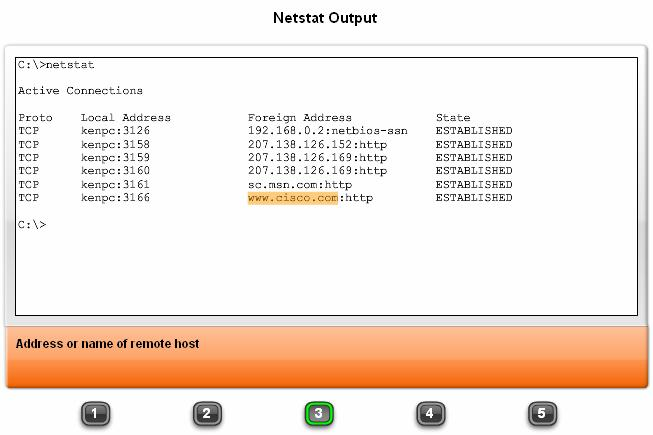 Netstat Output
C:\>netstat
Active Connections
Proto Local Address Foreign Address State
TCP kenpc:3126 192.168.0.2:netbios-ssn ESTABLISHED
TCP kenpc:3158 207.138.126.152:http ESTABLISHED
TCP kenpc:3159 207.138.126.169:http ESTABLISHED
TCP kenpc:3160 207.138.126.169:http ESTABLISHED
TCP kenpc:3161 sc.msn.com:http ESTABLISHED
TCP kenpc:3166 www.cisco.com:http ESTABLISHED
C:\>
Address or name of remote host
1 2 3 4 5